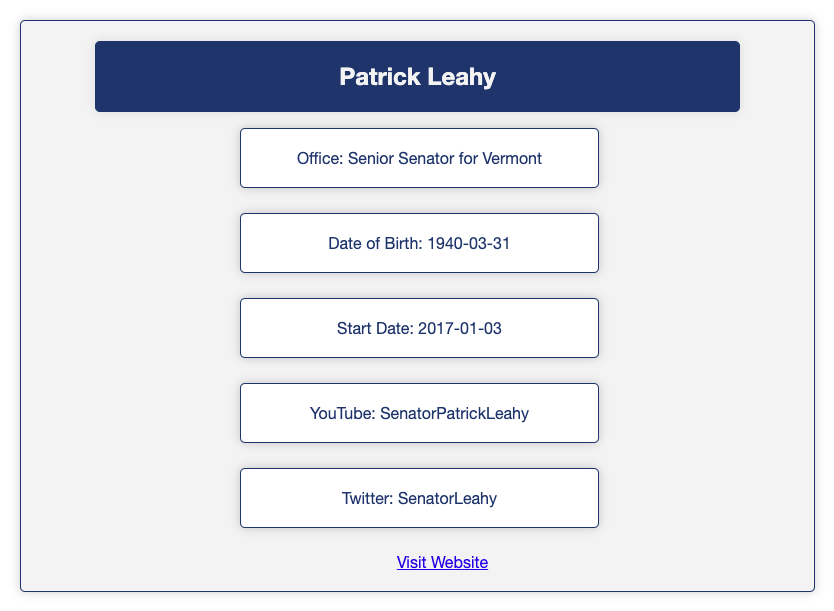 Patrick Leahy
Office: Senior Senator for Vermont
Date of Birth: 1940-03-31
Start Date: 2017-01-03
YouTube: SenatorPatrickLeahy
Twitter: SenatorLeahy
Visit Website